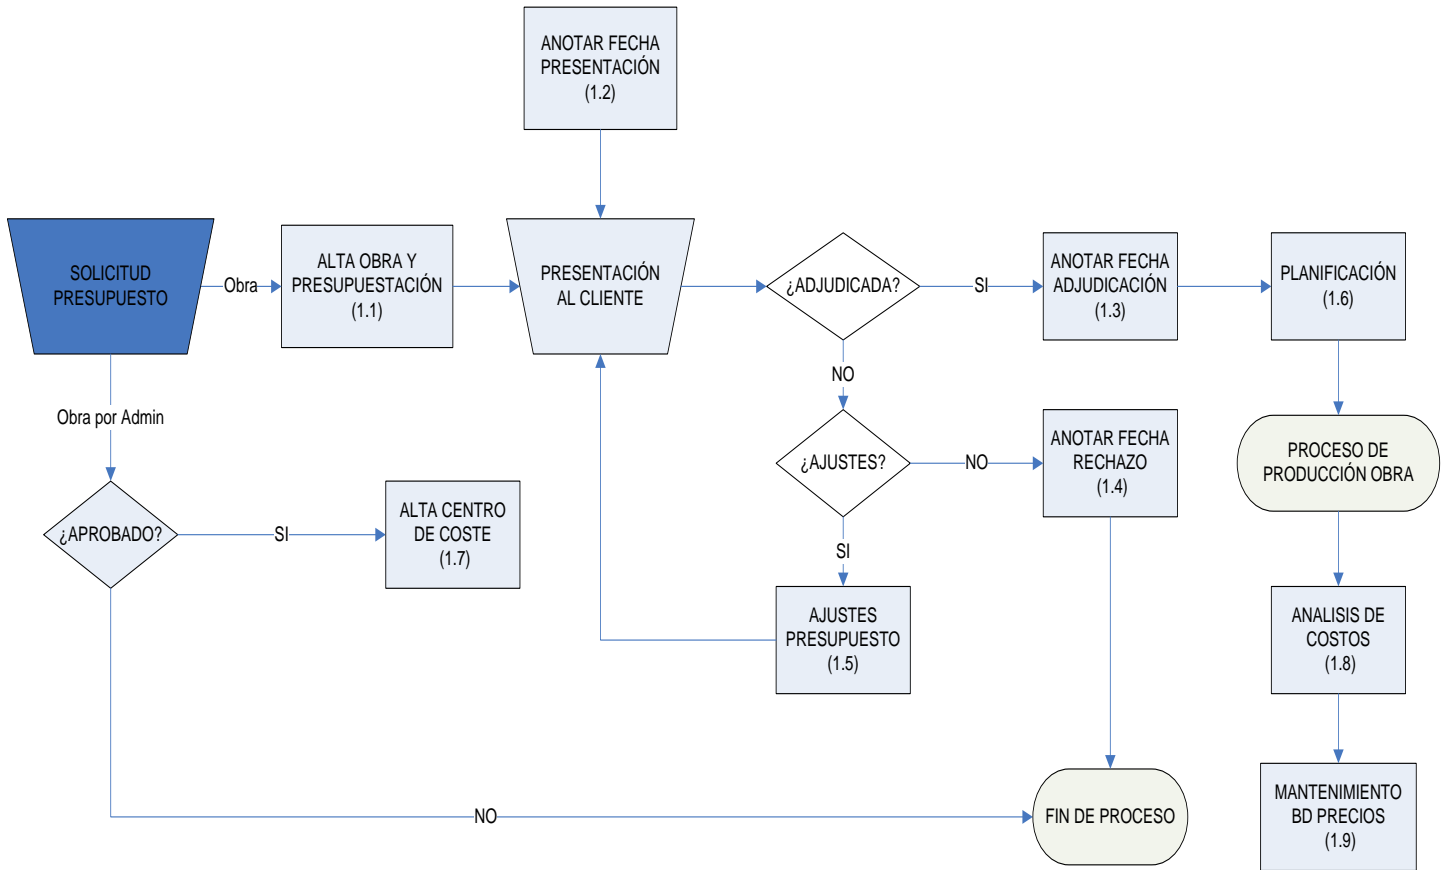 ANOTAR FECHA
PRESENTACIÓN
(1.2)
SOLICITUD
PRESUPUESTO
Obra
ALTA OBRA Y
PRESUPUESTACIÓN
(1.1)
PRESENTACIÓN
AL CLIENTE
¿ADJUDICADA?
SI
ANOTAR FECHA
ADJUDICACIÓN
(1.3)
PLANIFICACIÓN
(1.6)
NO
Obra por Admin
¿AJUSTES?
NO
ANOTAR FECHA
RECHAZO
(1.4)
PROCESO DE
PRODUCCIÓN OBRA
¿APROBADO?
SI
ALTA CENTRO
DE COSTE
(1.7)
SI
AJUSTES
PRESUPUESTO
(1.5)
ANALISIS DE
COSTOS
(1.8)
NO
FIN DE PROCESO
MANTENIMIENTO
BD PRECIOS
(1.9)